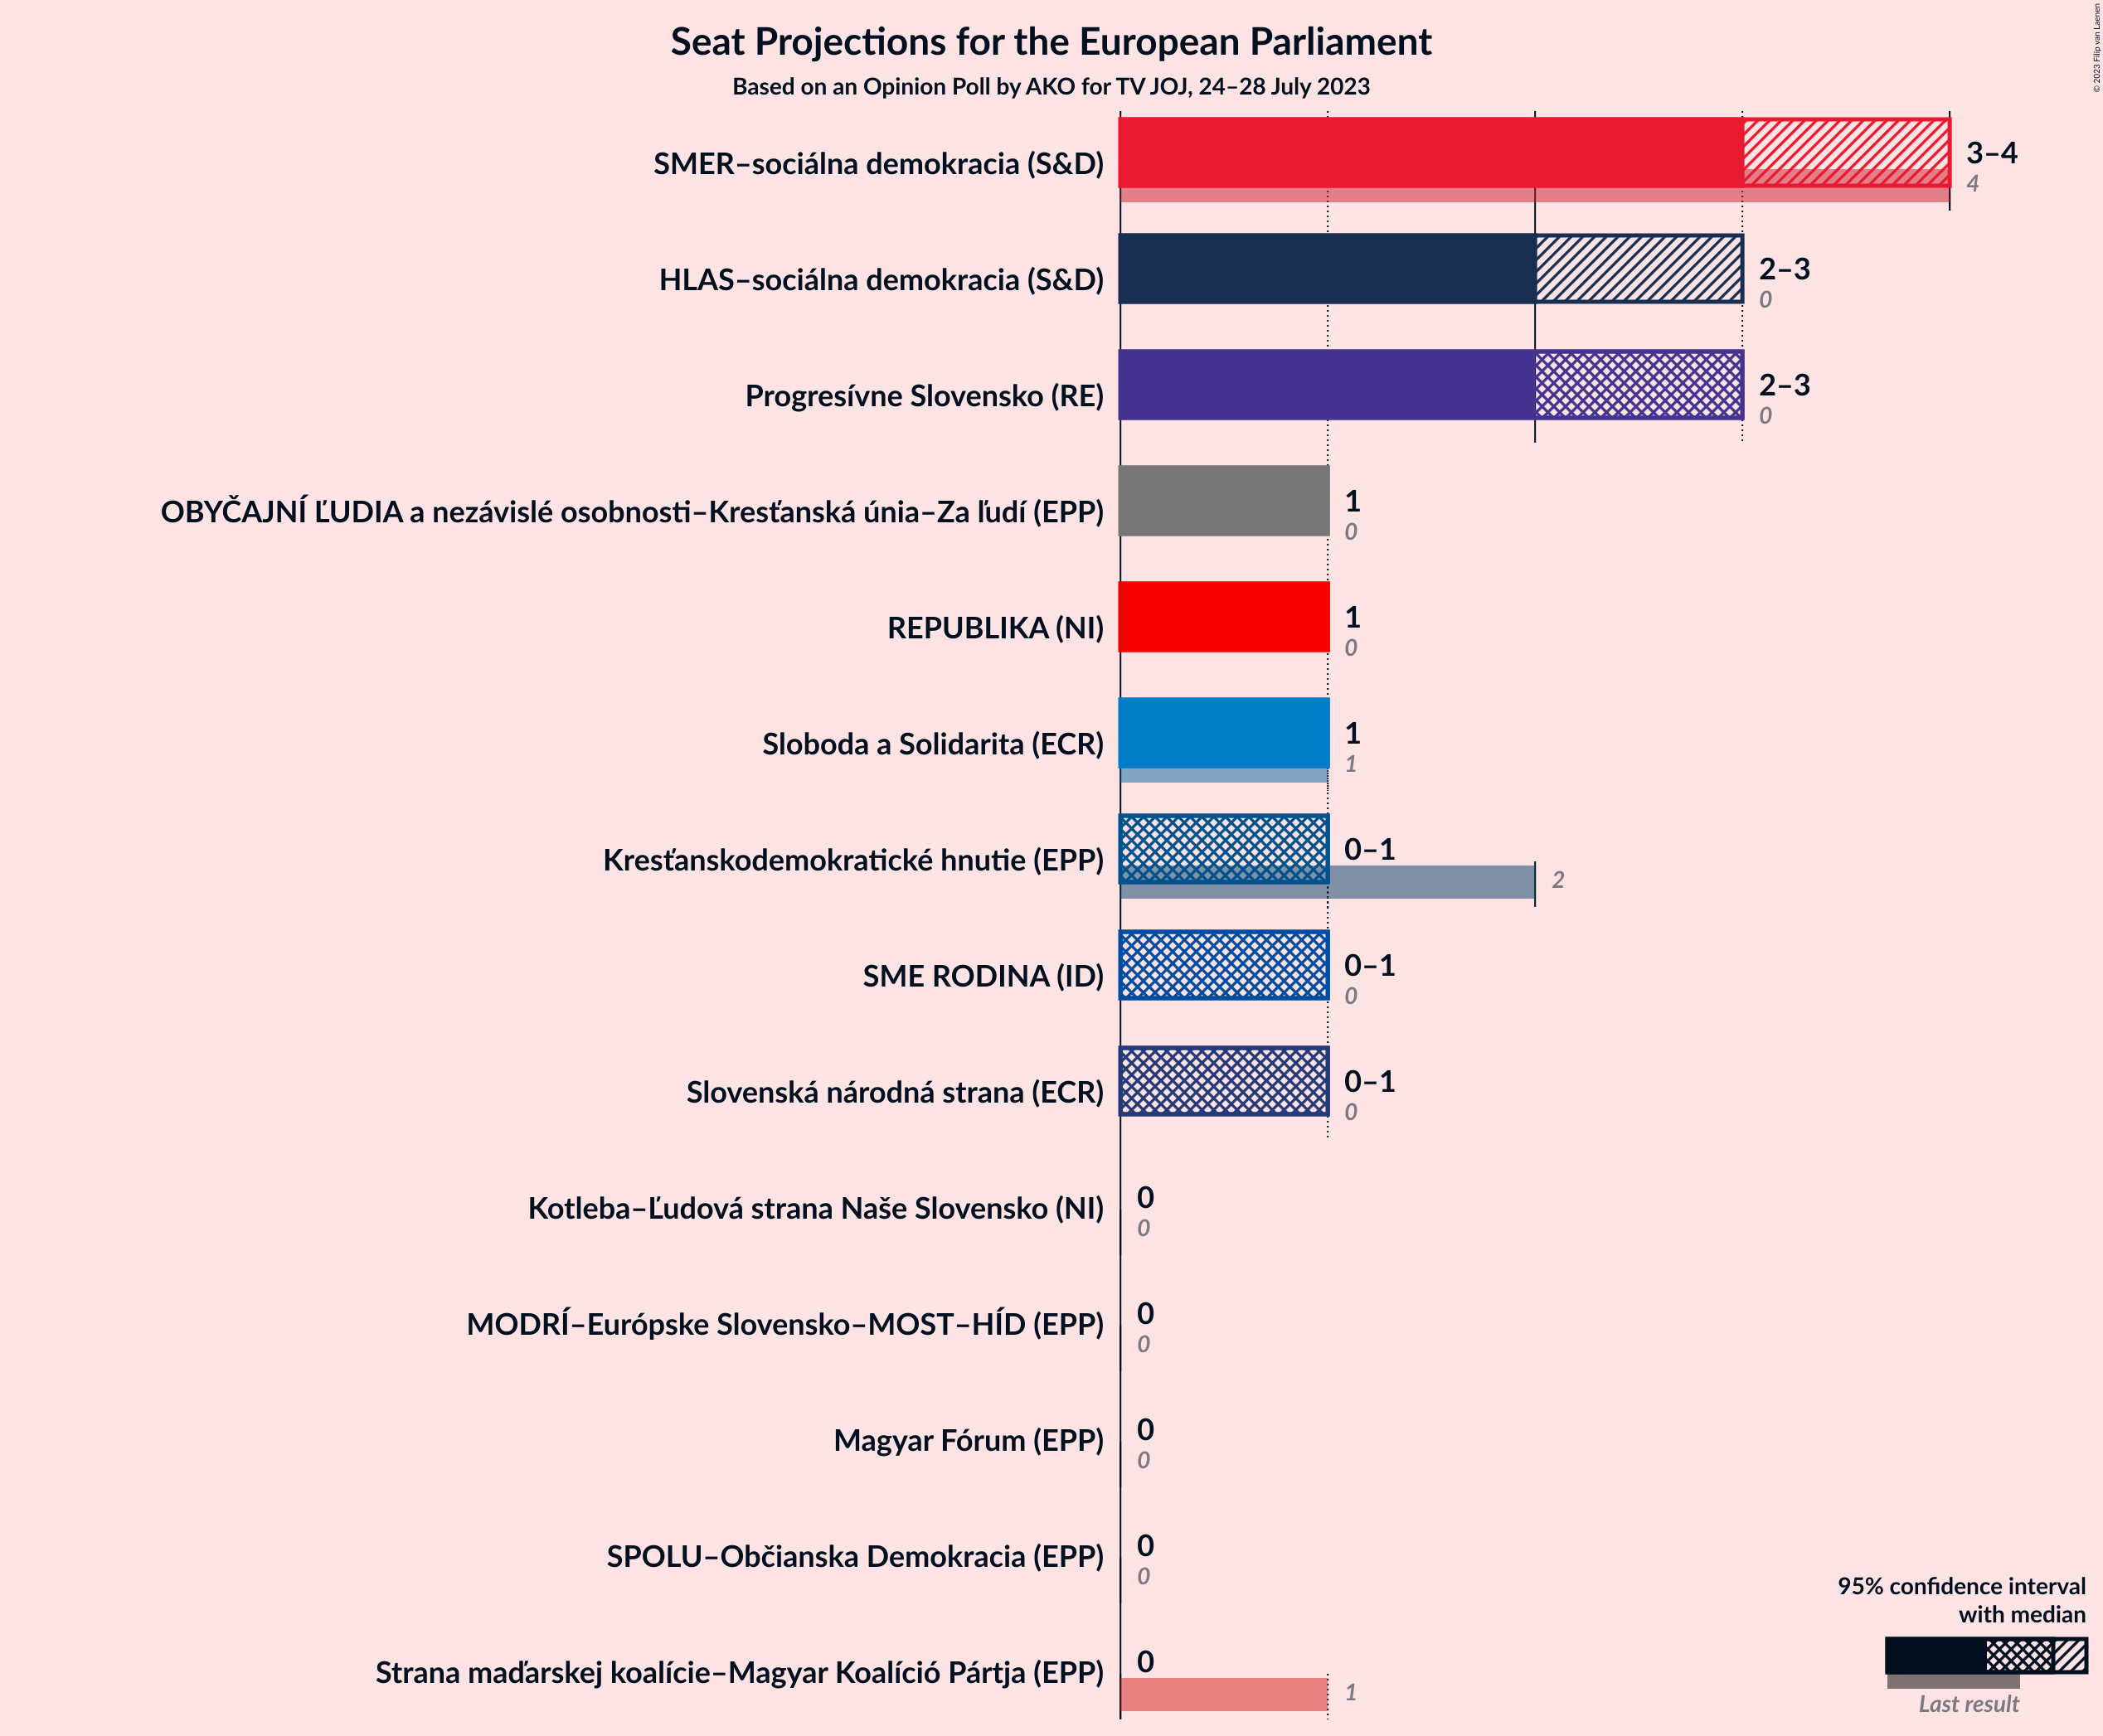 Seat Projections for the European Parliament
Based on an Opinion Poll by AKO for TV JOJ, 24–28 July 2023
© 2023 Filip van Laenen
SMER–sociálna demokracia (S&D)
3–4
4
HLAS–sociálna demokracia (S&D)
2–3
0
Progresívne Slovensko (RE)
2–3
0
OBYČAJNÍ ĽUDIA a nezávislé osobnosti–Kresťanská únia–Za ľudí (EPP)
1
0
REPUBLIKA (NI)
1
0
Sloboda a Solidarita (ECR)
1
1
Kresťanskodemokratické hnutie (EPP)
0–1
2
SME RODINA (ID)
0–1
0
Slovenská národná strana (ECR)
0–1
0
Kotleba–Ľudová strana Naše Slovensko (NI)
0
0
MODRÍ–Európske Slovensko–MOST–HÍD (EPP)
0
0
Magyar Fórum (EPP)
0
0
SPOLU–Občianska Demokracia (EPP)
0
0
Strana maďarskej koalície–Magyar Koalíció Pártja (EPP)
0
1
95% confidence interval
with median
Last result